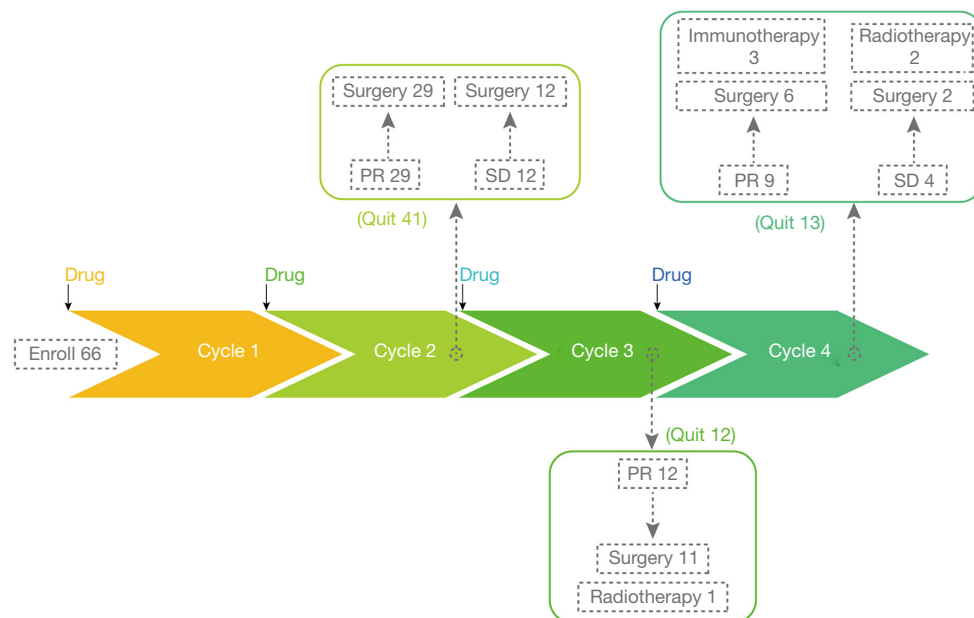 Immunotherapy
3
Radiotherapy
2
Surgery 29
Surgery 12
Surgery 6
Surgery 2
PR 29
SD 12
PR 9
SD 4
(Quit 41)
(Quit 13)
Drug
Drug
Drug
Drug
Enroll 66
Cycle 1
Cycle 2
Cycle 3
Cycle 4
(Quit 12)
PR 12
Surgery 11
Radiotherapy 1